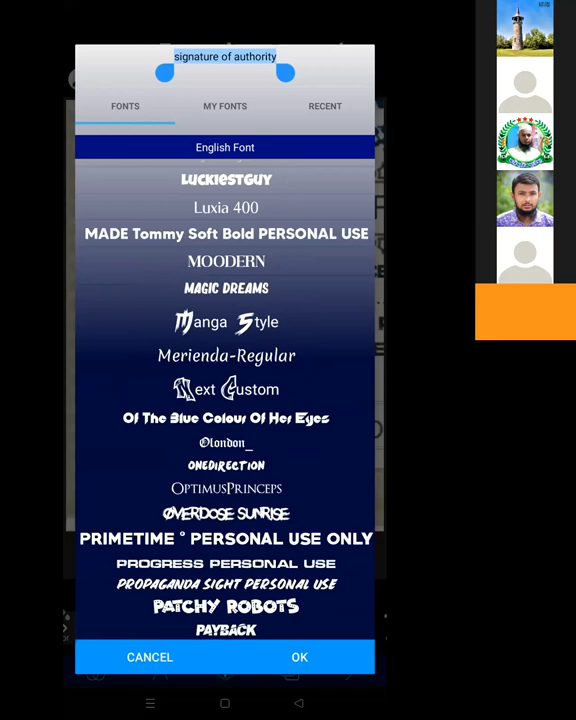 signature of authority
FONTS
MY FONTS
RECENT
English Font
LUCKIESTGUY
Luxia 400
MADE Tommy Soft Bold PERSONAL USE
MOODERN
MAGIC DREAMS
Manga Style
Merienda-Regular
Next Custom
Of The Blue Colour Of Her Eyes
Olondon_
ONEDIRECTION
OPTIMUSPRINCEPS
ØVERDOSE SUNRISE
PRIMETIME ° PERSONAL USE ONLY
PROGRESS PERSONAL USE
PROPAGANDA SIGHT PERSONAL USE
PATCHY ROBOTS
PAYBACK
CANCEL
OK